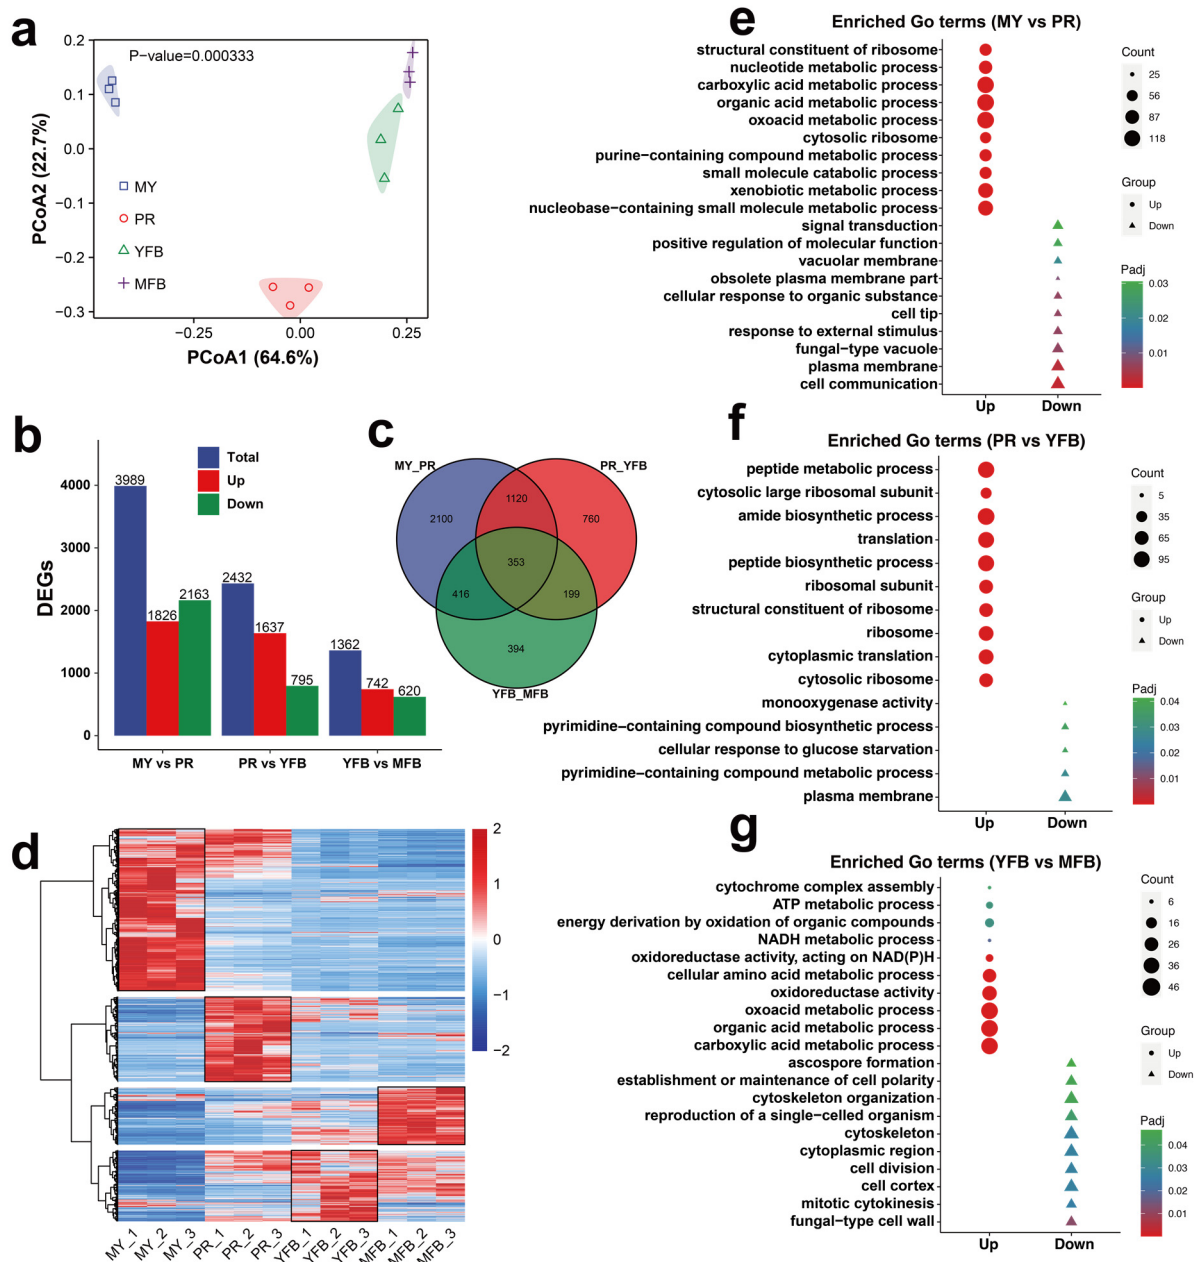 a
P-value=0.000333
0.2
0.1
0.0
-0.1
-0.2
-0.3
PCoA2 (22.7%)
MY
PR
YFB
MFB
-0.25
0.00
0.25
PCoA1 (64.6%)
b
Total
Up
Down
DEGs
4000
3000
2000
1000
0
3989
1826
2163
2432
1637
795
1362
742
620
MY vs PR
PR vs YFB
YFB vs MFB
c
MY_PR
PR_YFB
1120
2100
760
353
416
199
394
YFB_MFB
d
2
1
0
-1
-2
MY_1
MY_2
MY_3
PR_1
PR_2
PR_3
YFB_1
YFB_2
YFB_3
MFB_1
MFB_2
MFB_3
e
Enriched Go terms (MY vs PR)
structural constituent of ribosome
nucleotide metabolic process
carboxylic acid metabolic process
organic acid metabolic process
oxoacid metabolic process
cytosolic ribosome
purine-containing compound metabolic process
small molecule catabolic process
xenobiotic metabolic process
nucleobase-containing small molecule metabolic process
signal transduction
positive regulation of molecular function
vacuolar membrane
obsolete plasma membrane part
cellular response to organic substance
cell tip
response to external stimulus
fungal-type vacuole
plasma membrane
cell communication
Up
Down
Count
25
56
87
118
Group
Up
Down
Padj
0.03
0.02
0.01
f
Enriched Go terms (PR vs YFB)
peptide metabolic process
cytosolic large ribosomal subunit
amide biosynthetic process
translation
peptide biosynthetic process
ribosomal subunit
structural constituent of ribosome
ribosome
cytoplasmic translation
cytosolic ribosome
monooxygenase activity
pyrimidine-containing compound biosynthetic process
cellular response to glucose starvation
pyrimidine-containing compound metabolic process
plasma membrane
Up
Down
Count
5
35
65
95
Group
Up
Down
Padj
0.04
0.03
0.02
0.01
g
Enriched Go terms (YFB vs MFB)
cytochrome complex assembly
ATP metabolic process
energy derivation by oxidation of organic compounds
NADH metabolic process
oxidoreductase activity, acting on NAD(P)H
cellular amino acid metabolic process
oxidoreductase activity
oxoacid metabolic process
organic acid metabolic process
carboxylic acid metabolic process
ascospore formation
establishment or maintenance of cell polarity
cytoskeleton organization
reproduction of a single-celled organism
cytoskeleton
cytoplasmic region
cell division
cell cortex
mitotic cytokinesis
fungal-type cell wall
Up
Down
Count
6
16
26
36
46
Group
Up
Down
Padj
0.04
0.03
0.02
0.01